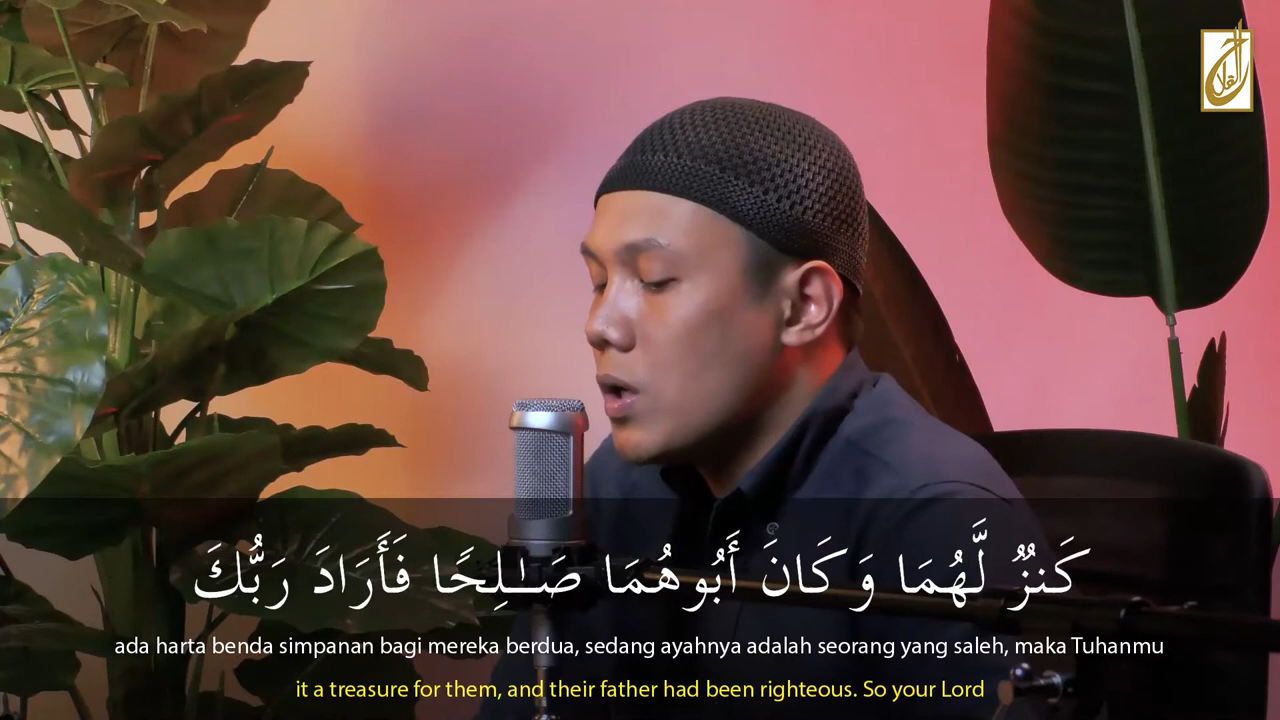 العلا
كَنزٌ لَّهُمَا وَ كَانَ أَبُوهُمَا صَـٰلِحًا فَأَرَادَ رَبُّكَ
ada harta benda simpanan bagi mereka berdua, sedang ayahnya adalah seorang yang saleh, maka Tuhanmu
it a treasure for them, and their father had been righteous. So your Lord